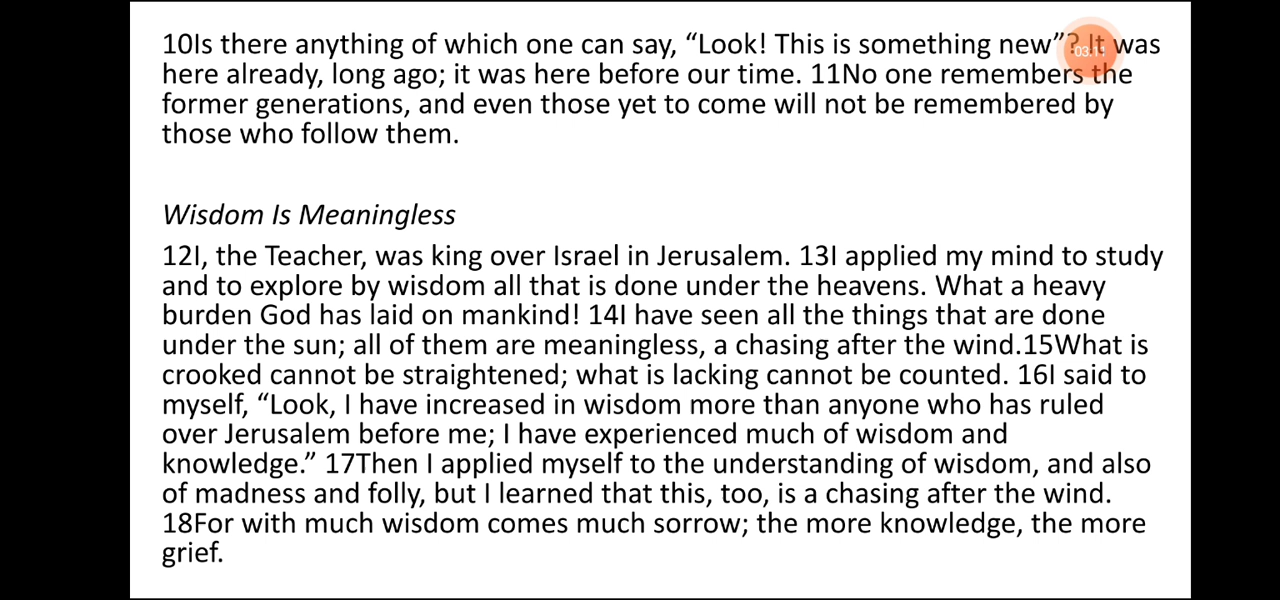 10Is there anything of which one can say, “Look! This is something new”? It was
here already, long ago; it was here before our time. 11No one remembers the
former generations, and even those yet to come will not be remembered by
those who follow them.
Wisdom Is Meaningless
12I, the Teacher, was king over Israel in Jerusalem. 13I applied my mind to study
and to explore by wisdom all that is done under the heavens. What a heavy
burden God has laid on mankind! 14I have seen all the things that are done
under the sun; all of them are meaningless, a chasing after the wind.15What is
crooked cannot be straightened; what is lacking cannot be counted. 16I said to
myself, “Look, I have increased in wisdom more than anyone who has ruled
over Jerusalem before me; I have experienced much of wisdom and
knowledge.” 17Then I applied myself to the understanding of wisdom, and also
of madness and folly, but I learned that this, too, is a chasing after the wind.
18For with much wisdom comes much sorrow; the more knowledge, the more
grief.